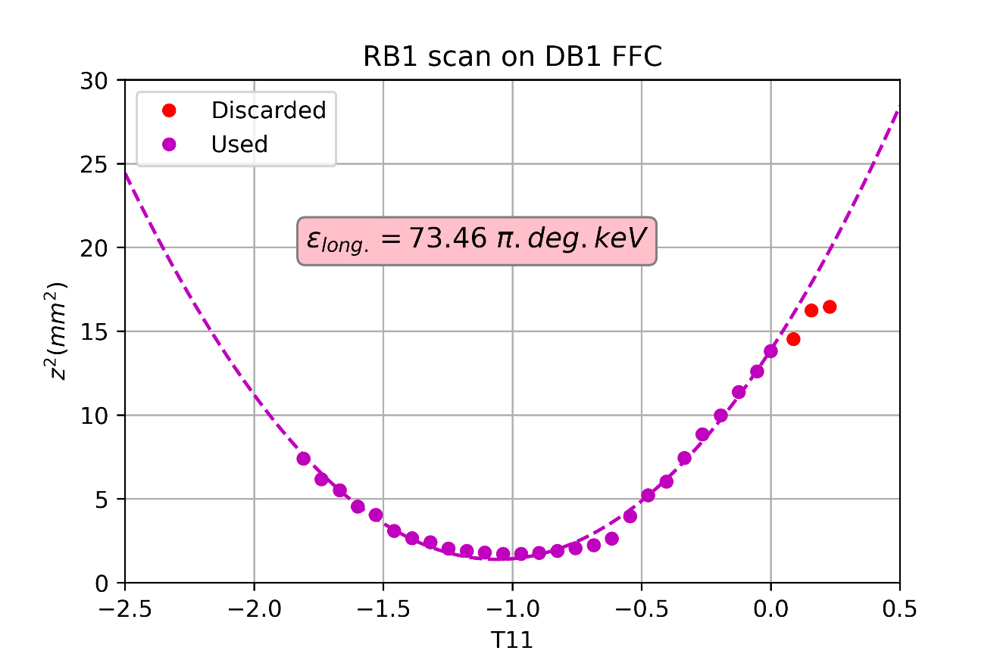 RB1 scan on DB1 FFC
30
Discarded
Used
25
εlong. = 73.46 π.deg.keV
20
z²(mm²)
15
10
5
0
−2.5 −2.0 −1.5 −1.0 −0.5 0.0 0.5
T11